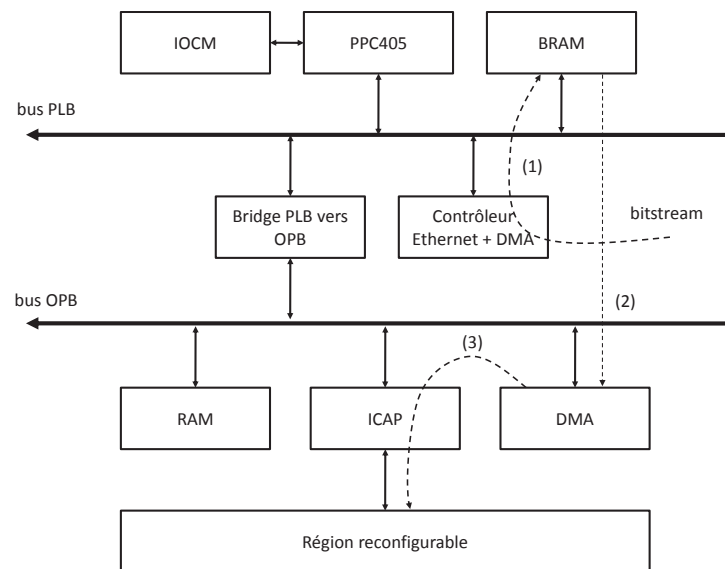 IOCM
PPC405
BRAM
bus PLB
(1)
Bridge PLB vers
OPB
Contrôleur
Ethernet + DMA
bitstream
bus OPB
(2)
(3)
RAM
ICAP
DMA
Région reconfigurable